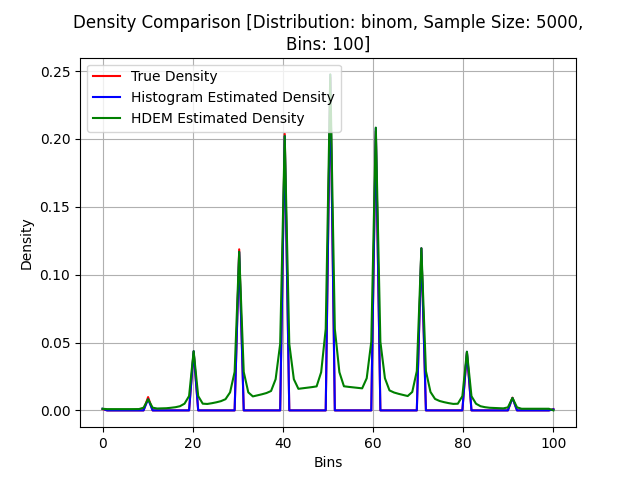 Density Comparison [Distribution: binom, Sample Size: 5000,
Bins: 100]
True Density
Histogram Estimated Density
HDEM Estimated Density
Density
0.25
0.20
0.15
0.10
0.05
0.00
0 20 40 60 80 100
Bins